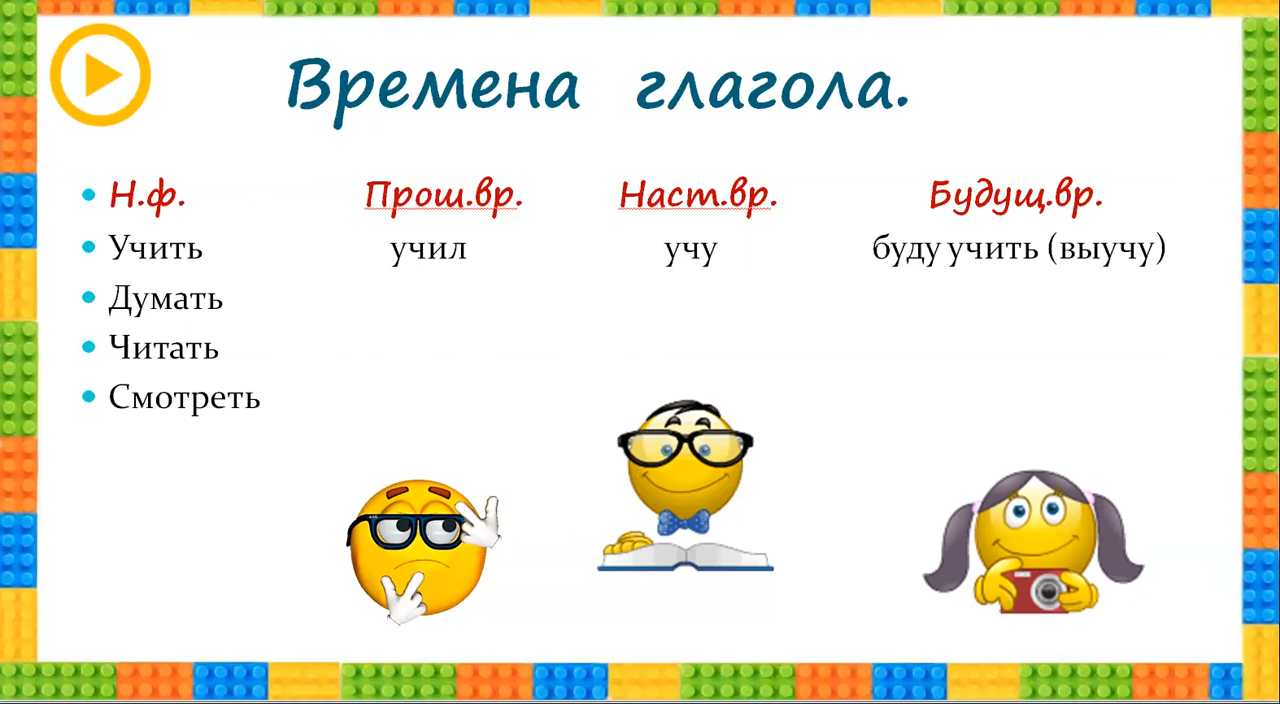 Времена глагола.
Н.ф. Прош.вр. Наст.вр. Будущ.вр.
Учить учил учу буду учить (выучу)
Думать
Читать
Смотреть